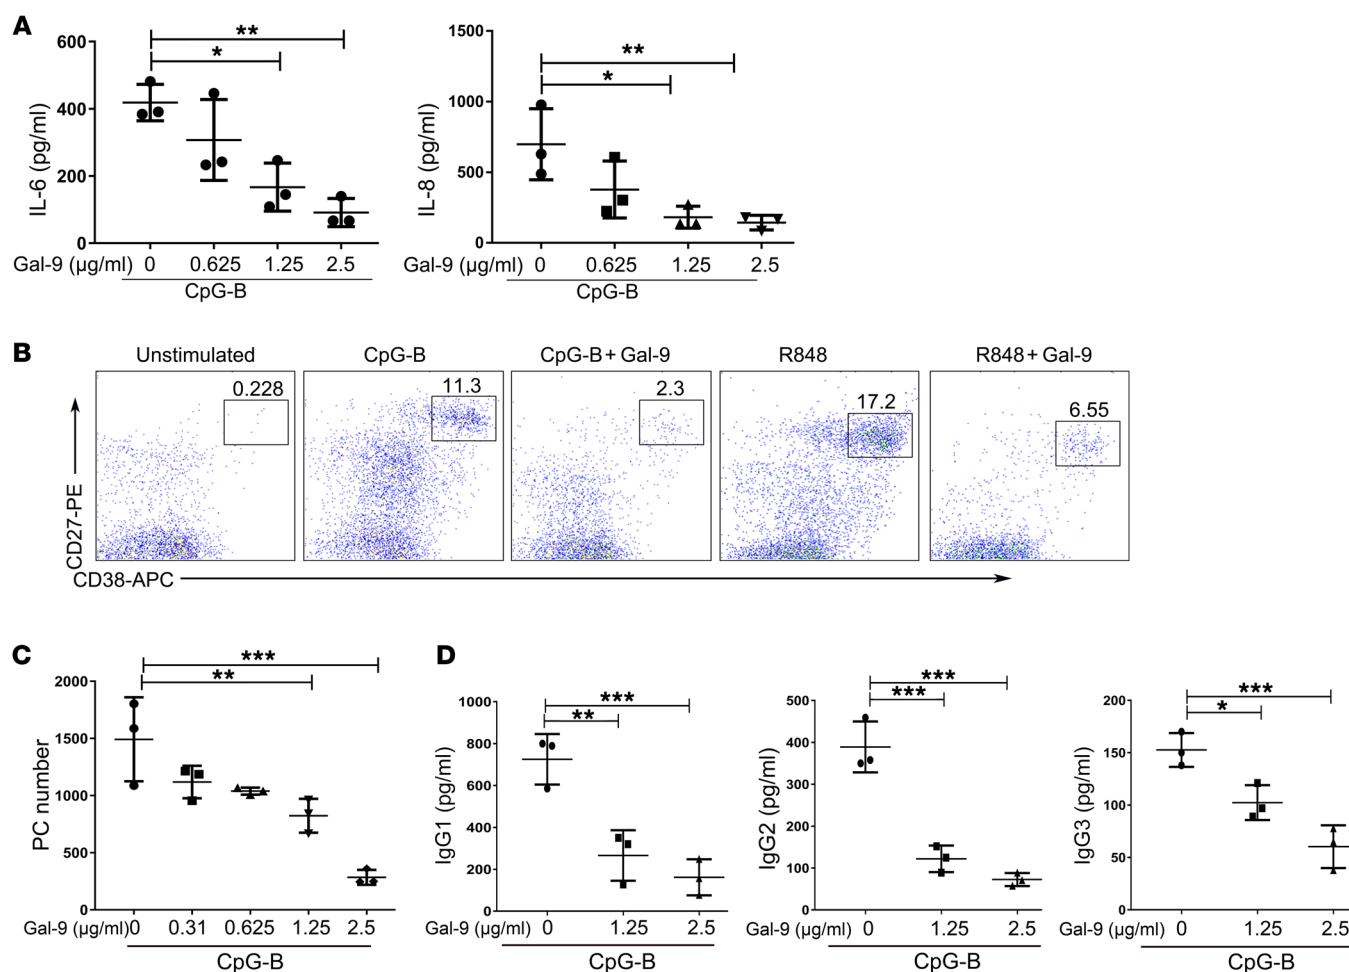 A
600
400
200
0
IL-6 (pg/ml)
**
*
Gal-9 (µg/ml) 0 0.625 1.25 2.5
CpG-B
1500
1000
500
0
IL-8 (pg/ml)
**
*
Gal-9 (µg/ml) 0 0.625 1.25 2.5
CpG-B
B
Unstimulated CpG-B CpG-B + Gal-9 R848 R848 + Gal-9
0.228 11.3 2.3 17.2 6.55
CD27-PE
CD38-APC
C
2000
1500
1000
500
0
PC number
***
**
Gal-9 (µg/ml) 0 0.31 0.625 1.25 2.5
CpG-B
D
1000
800
600
400
200
0
IgG1 (pg/ml)
***
**
Gal-9 (µg/ml) 0 1.25 2.5
CpG-B
500
400
300
200
100
0
IgG2 (pg/ml)
***
***
Gal-9 (µg/ml) 0 1.25 2.5
CpG-B
200
150
100
50
0
IgG3 (pg/ml)
***
*
Gal-9 (µg/ml) 0 1.25 2.5
CpG-B